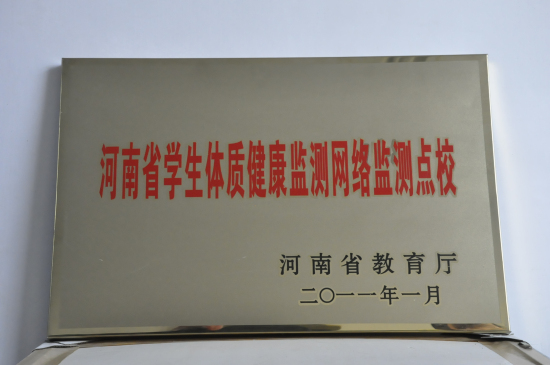 河南省学生体质健康监测网络监测点校
河南省教育厅
二〇一一年一月